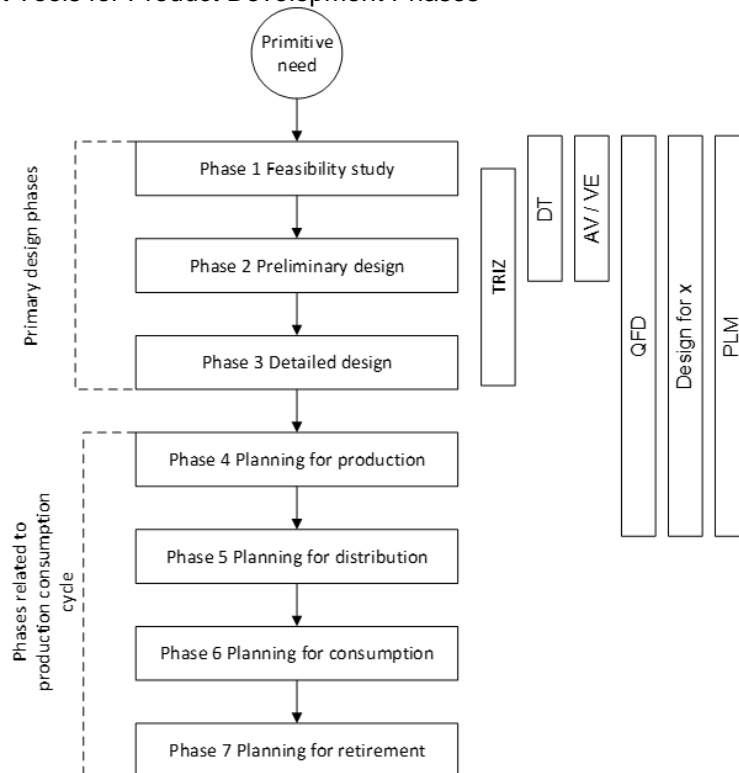 Tools for Product Development Phases
Primitive
need
Primary design phases
Phase 1 Feasibility study
Phase 2 Preliminary design
Phase 3 Detailed design
TRIZ
DT
AV / VE
QFD
Design for x
PLM
Phases related to
production consumption
cycle
Phase 4 Planning for production
Phase 5 Planning for distribution
Phase 6 Planning for consumption
Phase 7 Planning for retirement